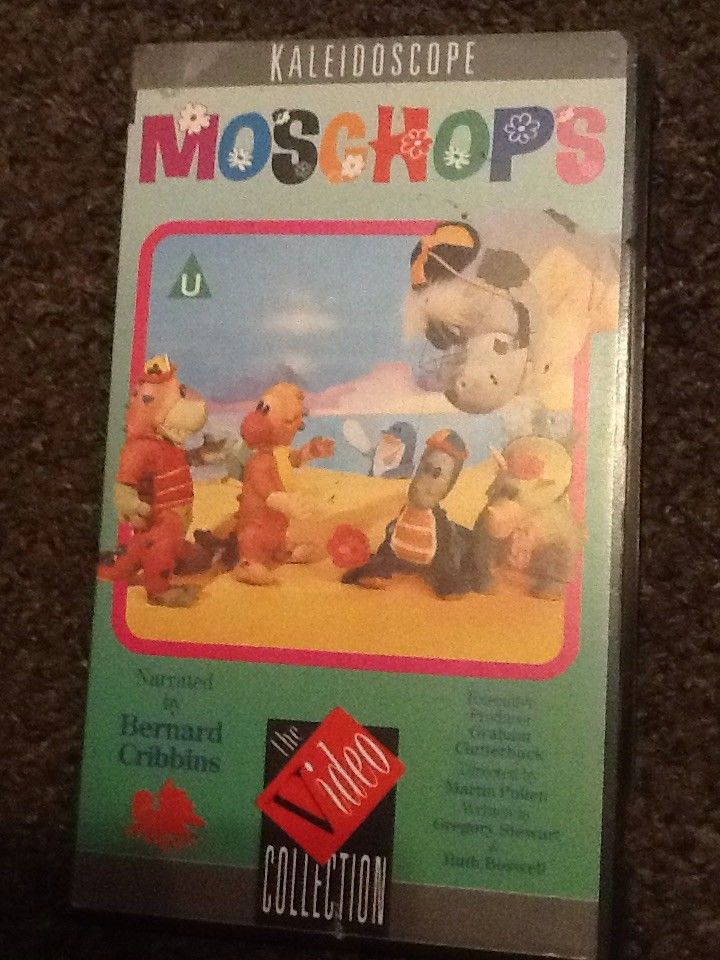 KALEIDOSCOPE
MOSCHOPS
U
Narrated
by
Bernard
Cribbins
the
Video
COLLECTION
Executive
Producer
Graham
Clutterbuck
Directed by
Martin Pullen
Written by
Gregory Stewart
&
Ruth Boswell